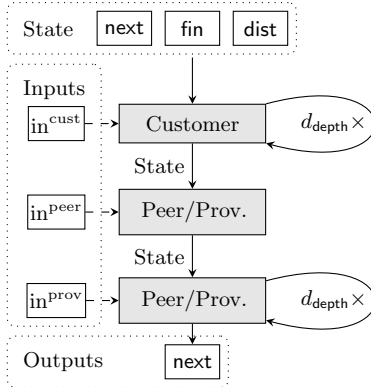 State next fin dist
Inputs
in^cust Customer d_depth×
State
in^peer Peer/Prov.
State
in^prov Peer/Prov. d_depth×
Outputs next